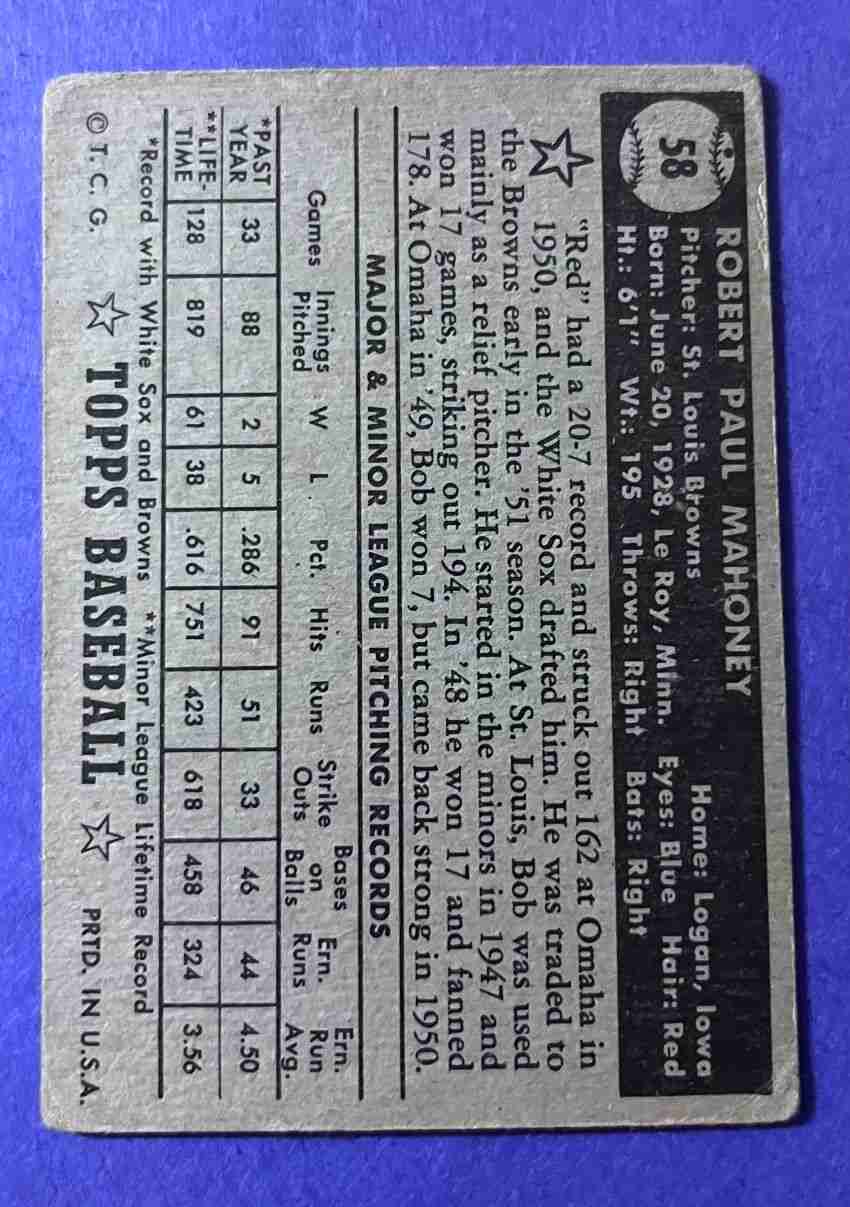 58
ROBERT PAUL MAHONEY Home: Logan, Iowa
Pitcher: St. Louis Browns
Born: June 20, 1928, Le Roy, Minn. Eyes: Blue Hair: Red
Ht.: 6'1" Wt.: 195 Throws: Right Bats: Right
"Red" had a 20-7 record and struck out 162 at Omaha in
1950, and the White Sox drafted him. He was traded to
the Browns early in the '51 season. At St. Louis, Bob was used
mainly as a relief pitcher. He started in the minors in 1947 and
won 17 games, striking out 194. In '48 he won 17 and fanned
178. At Omaha in '49, Bob won 7, but came back strong in 1950.
MAJOR & MINOR LEAGUE PITCHING RECORDS
Games Innings Pitched W L Pct. Hits Runs Strike Outs Bases on Balls Ern. Runs Ern. Run Avg.
*PAST YEAR 33 88 2 5 .286 91 51 33 46 44 4.50
**LIFE-TIME 128 819 61 38 .616 751 423 618 458 324 3.56
*Record with White Sox and Browns **Minor League Lifetime Record
© T. C. G. TOPPS BASEBALL PRTD. IN U.S.A.